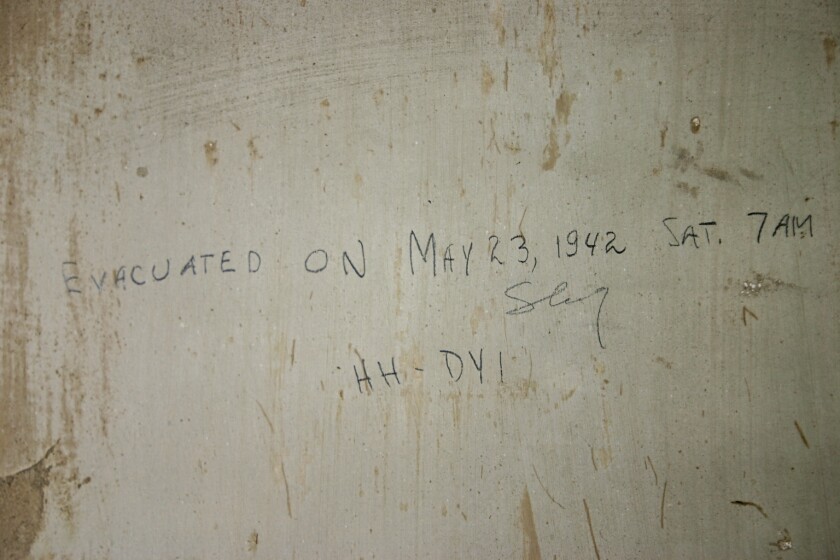 EVACUATED ON MAY 23, 1942 SAT. 7AM
HH-DYI